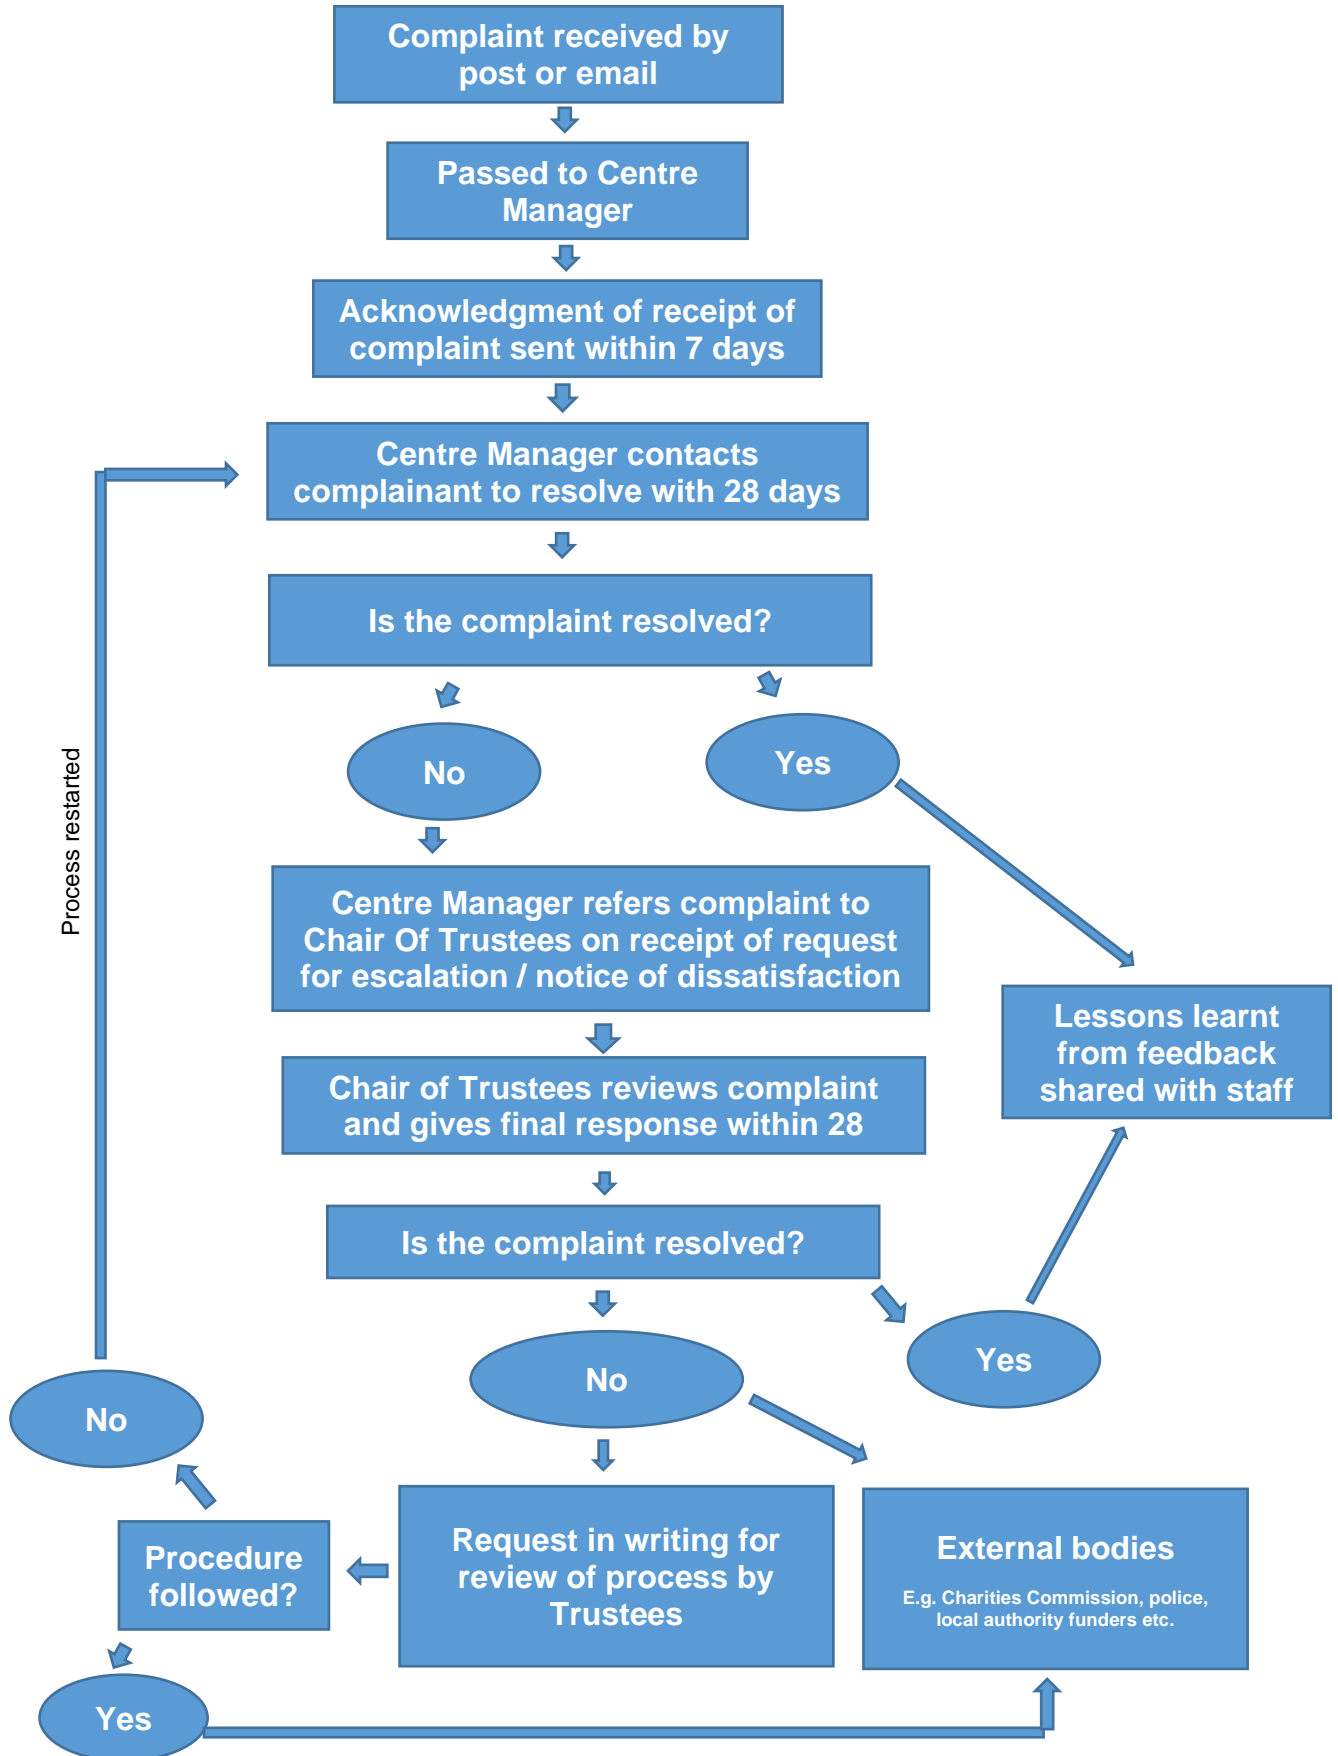 Complaint received by
post or email
Passed to Centre
Manager
Acknowledgment of receipt of
complaint sent within 7 days
Centre Manager contacts
complainant to resolve with 28 days
Is the complaint resolved?
No
Yes
Process restarted
Centre Manager refers complaint to
Chair Of Trustees on receipt of request
for escalation / notice of dissatisfaction
Lessons learnt
from feedback
shared with staff
Chair of Trustees reviews complaint
and gives final response within 28
Is the complaint resolved?
No
Yes
No
Procedure
followed?
Request in writing for
review of process by
Trustees
External bodies
E.g. Charities Commission, police,
local authority funders etc.
Yes